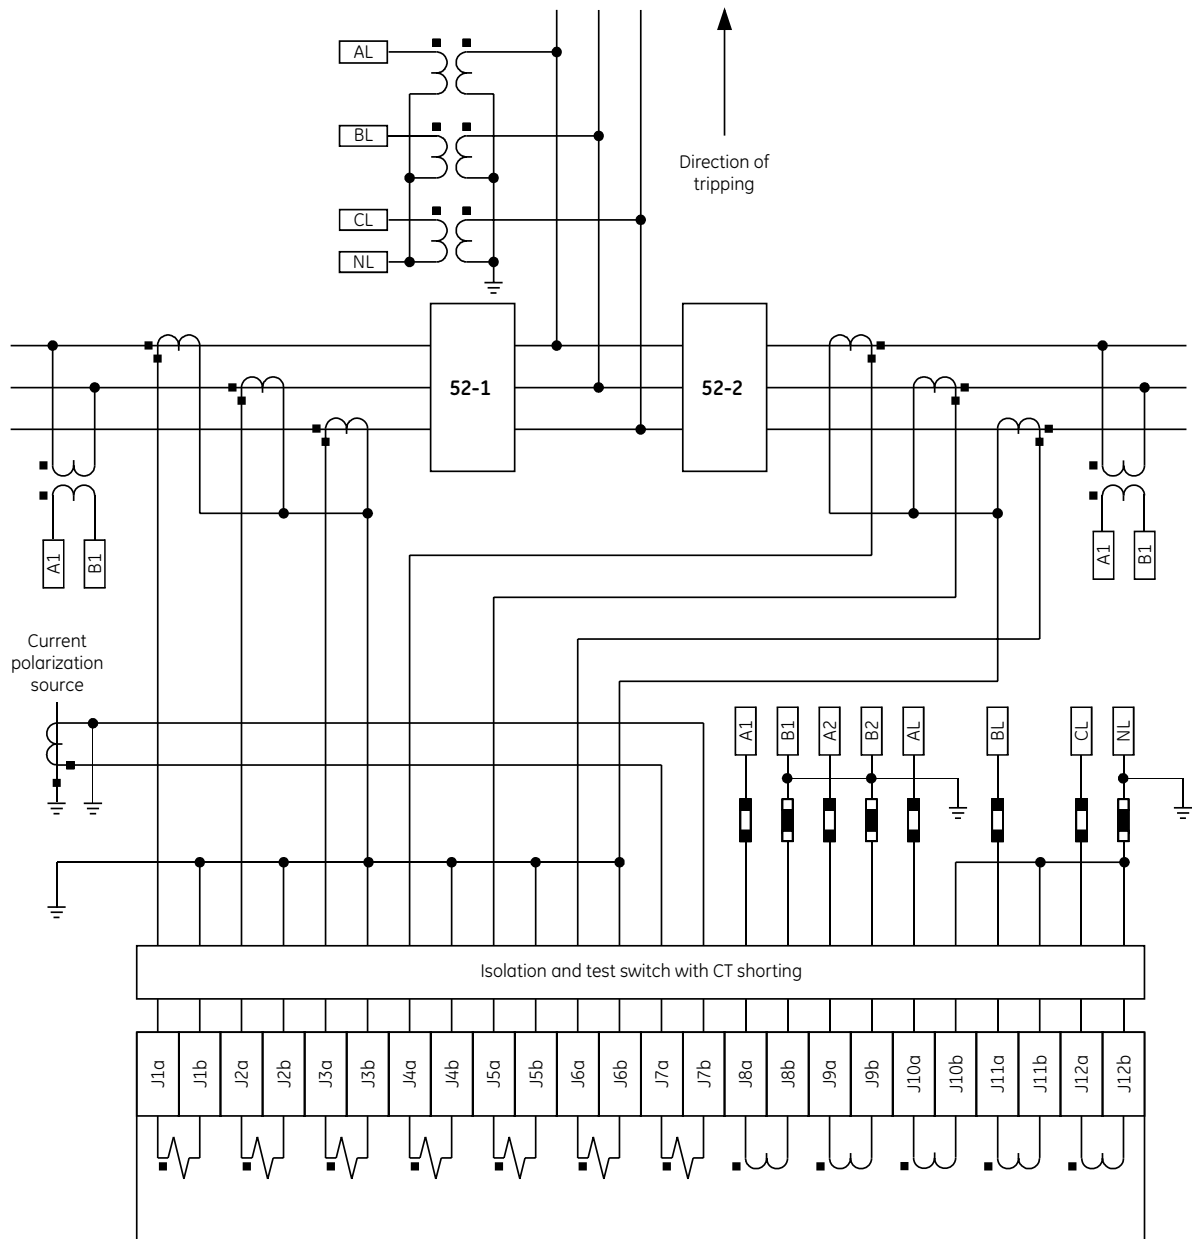 AL
BL
Direction of
tripping
CL
NL
52-1
52-2
A1
B1
A1
B1
Current
polarization
source
A1
B1
A2
B2
AL
BL
CL
NL
Isolation and test switch with CT shorting
J1a
J1b
J2a
J2b
J3a
J3b
J4a
J4b
J5a
J5b
J6a
J6b
J7a
J7b
J8a
J8b
J9a
J9b
J10a
J10b
J11a
J11b
J12a
J12b